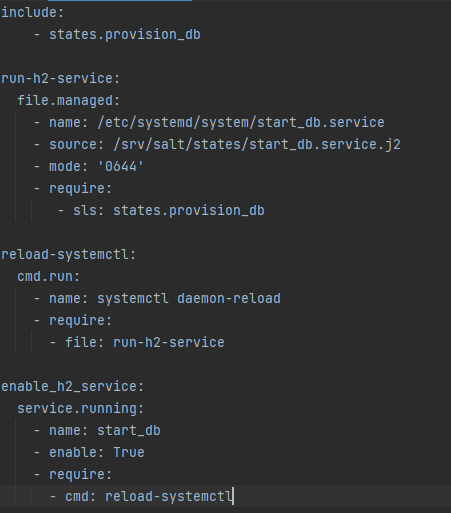 include:
    - states.provision_db

run-h2-service:
  file.managed:
    - name: /etc/systemd/system/start_db.service
    - source: /srv/salt/states/start_db.service.j2
    - mode: '0644'
    - require:
       - sls: states.provision_db

reload-systemctl:
  cmd.run:
    - name: systemctl daemon-reload
    - require:
      - file: run-h2-service

enable_h2_service:
  service.running:
    - name: start_db
    - enable: True
    - require:
      - cmd: reload-systemctl